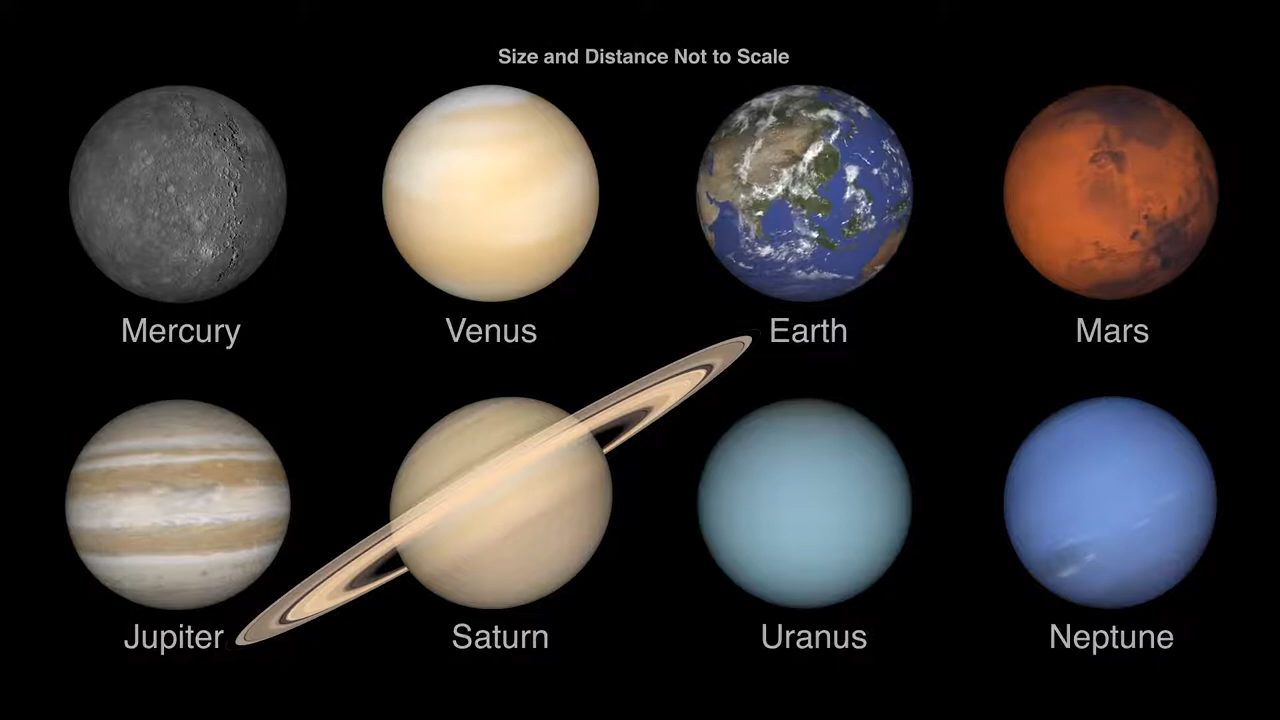 Size and Distance Not to Scale
Mercury
Venus
Earth
Mars
Jupiter
Saturn
Uranus
Neptune